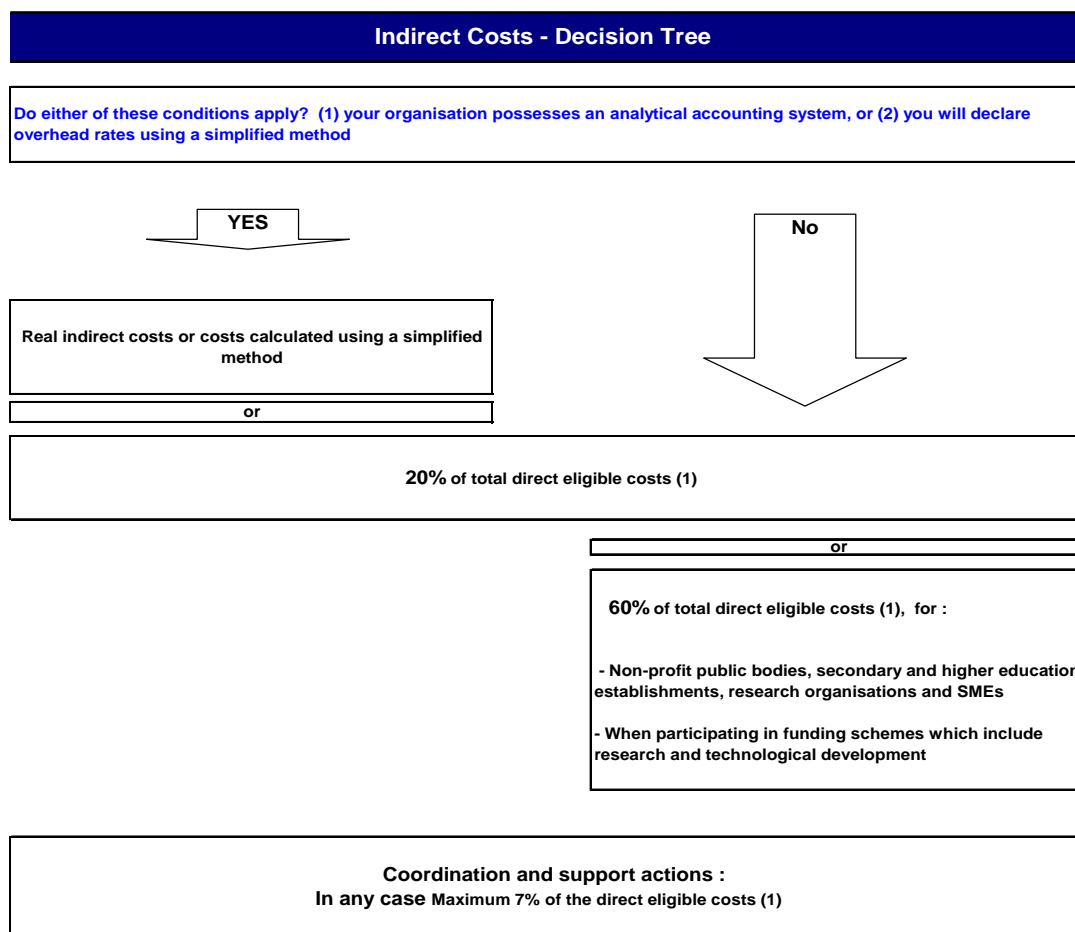 Indirect Costs - Decision Tree
Do either of these conditions apply? (1) your organisation possesses an analytical accounting system, or (2) you will declare
overhead rates using a simplified method
YES
No
Real indirect costs or costs calculated using a simplified
method
or
20% of total direct eligible costs (1)
or
60% of total direct eligible costs (1), for :
- Non-profit public bodies, secondary and higher education
establishments, research organisations and SMEs
- When participating in funding schemes which include
research and technological development
Coordination and support actions :
In any case Maximum 7% of the direct eligible costs (1)